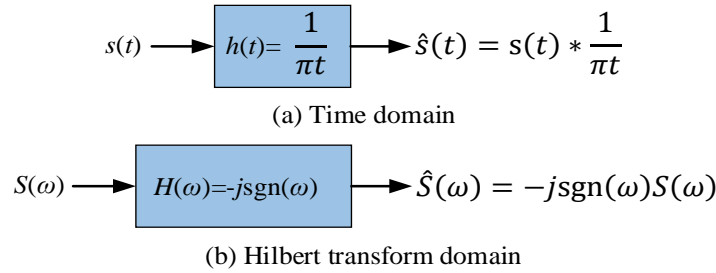 s(t) h(t)= 1/πt ŝ(t) = s(t) * 1/πt
(a) Time domain
S(ω) H(ω)=-jsgn(ω) Ŝ(ω) = −jsgn(ω)S(ω)
(b) Hilbert transform domain